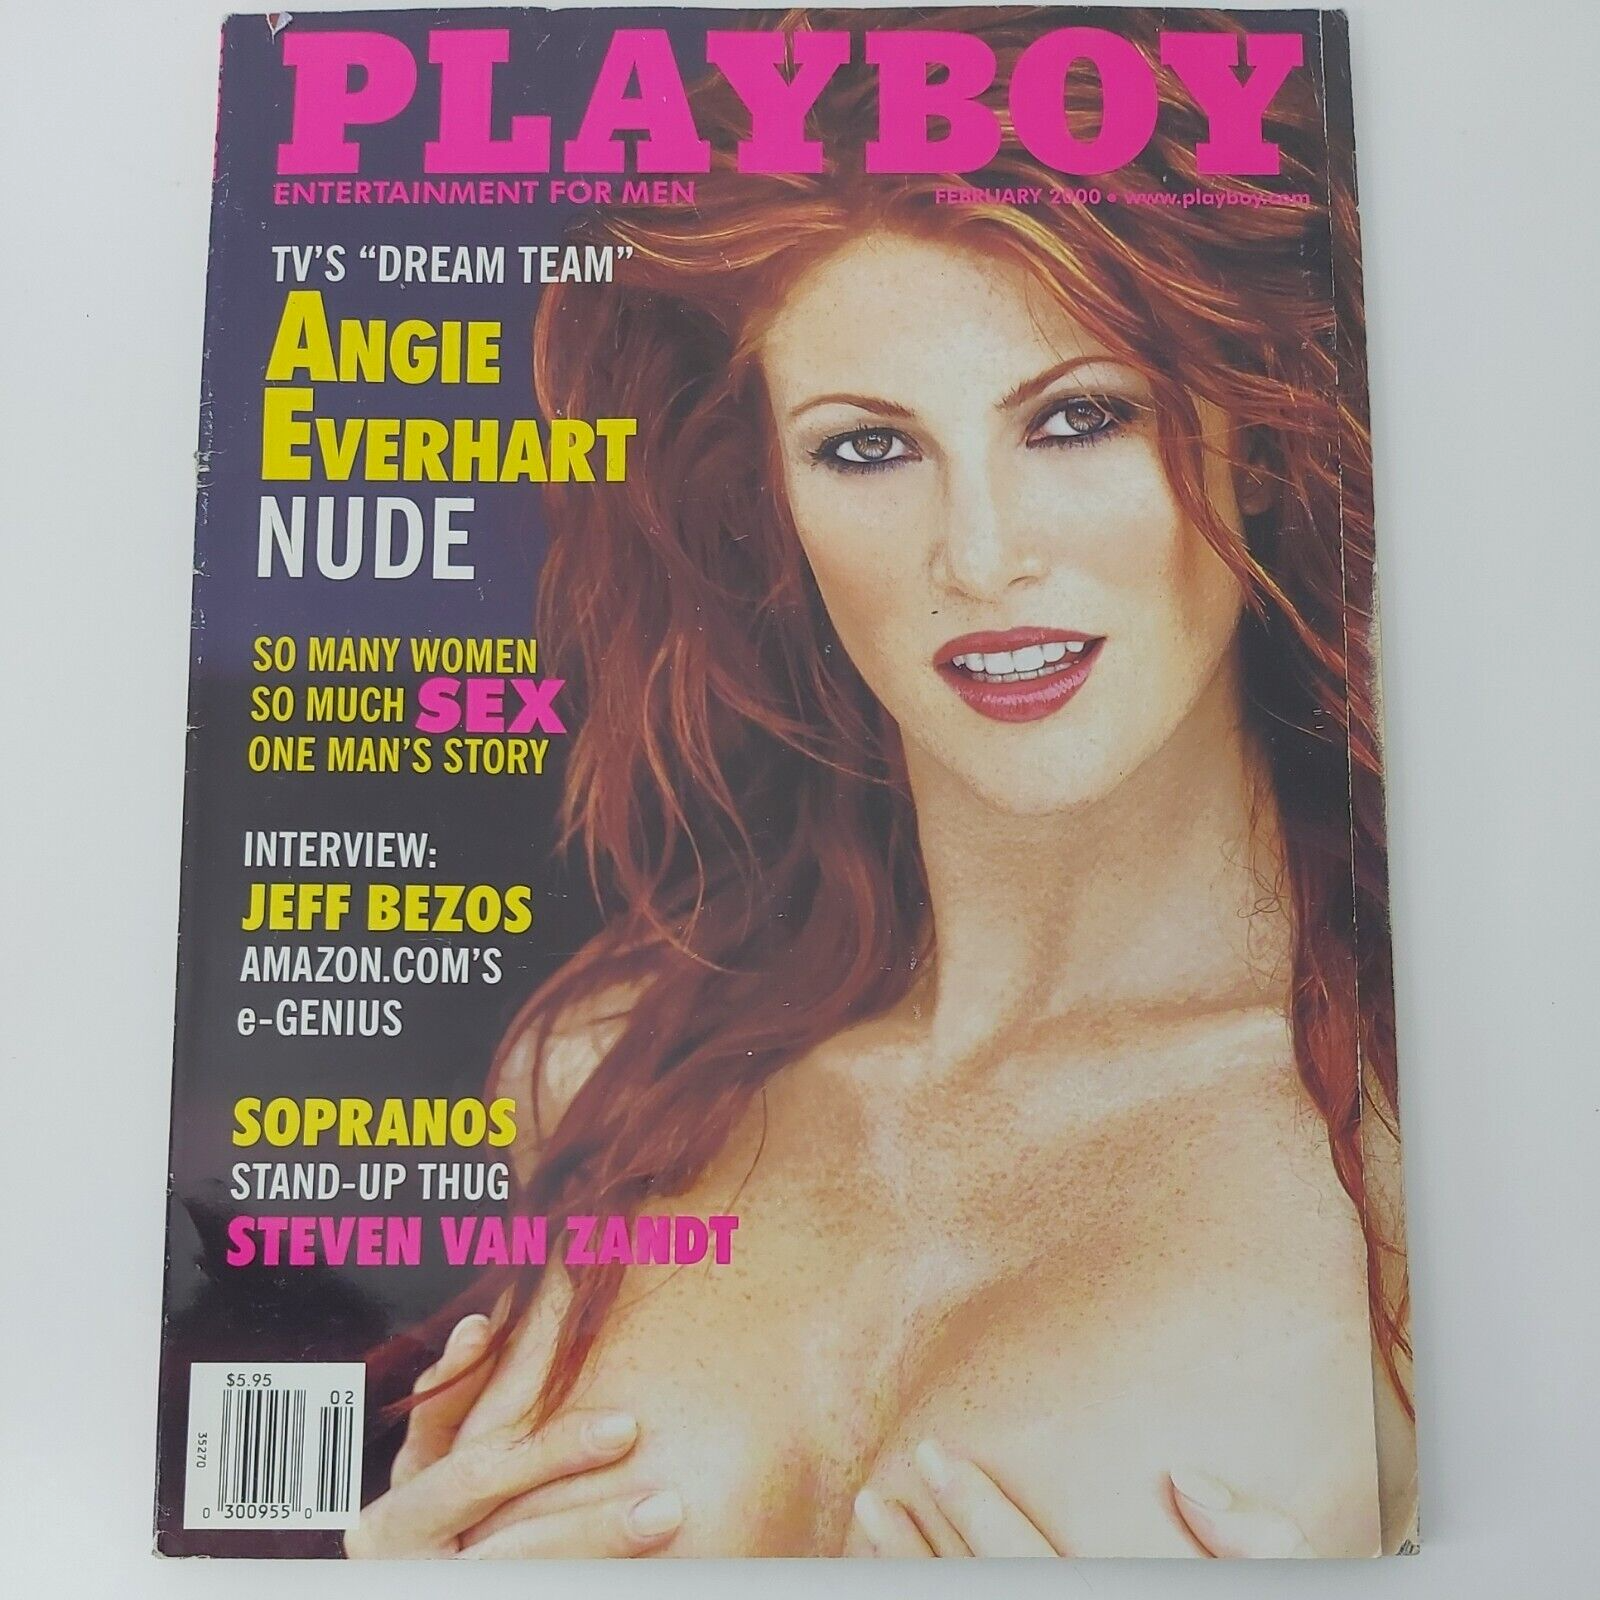 PLAYBOY
ENTERTAINMENT FOR MEN
FEBRUARY 2000 • www.playboy.com
TV'S “DREAM TEAM”
ANGIE
EVERHART
NUDE
SO MANY WOMEN
SO MUCH SEX
ONE MAN'S STORY
INTERVIEW:
JEFF BEZOS
AMAZON.COM'S
e-GENIUS
SOPRANOS
STAND-UP THUG
STEVEN VAN ZANDT
$5.95
02
35270
0 300955 0